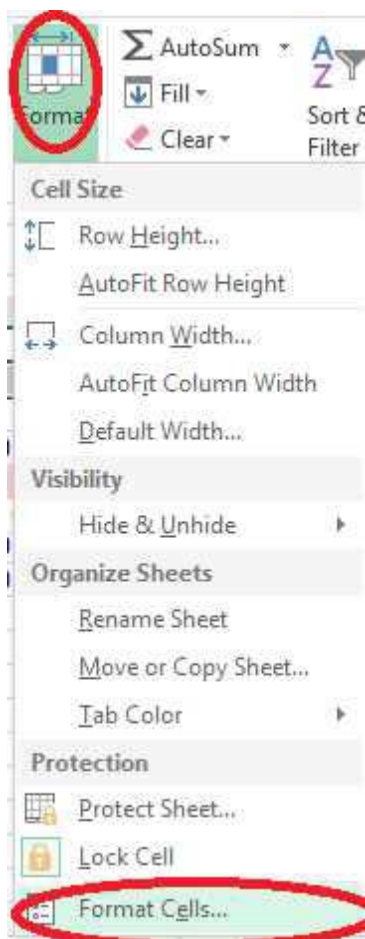 AutoSum
Fill
Clear
Format
A
Z
Sort &
Filter
Cell Size
Row Height...
AutoFit Row Height
Column Width...
AutoFit Column Width
Default Width...
Visibility
Hide & Unhide
Organize Sheets
Rename Sheet
Move or Copy Sheet...
Tab Color
Protection
Protect Sheet...
Lock Cell
Format Cells...